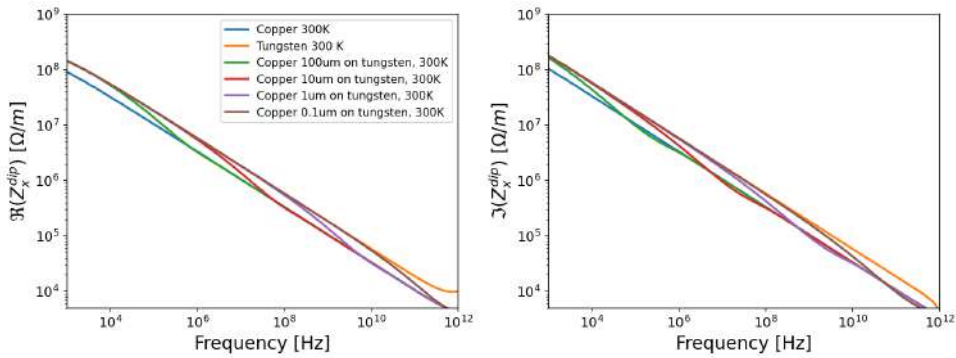 10⁹
10⁸
10⁷
10⁶
10⁵
10⁴
ℜ(Z_x^{dip}) [Ω/m]
Copper 300K
Tungsten 300 K
Copper 100um on tungsten, 300K
Copper 10um on tungsten, 300K
Copper 1um on tungsten, 300K
Copper 0.1um on tungsten, 300K
10⁴ 10⁶ 10⁸ 10¹⁰ 10¹²
Frequency [Hz]
10⁹
10⁸
10⁷
10⁶
10⁵
10⁴
ℑ(Z_x^{dip}) [Ω/m]
10⁴ 10⁶ 10⁸ 10¹⁰ 10¹²
Frequency [Hz]